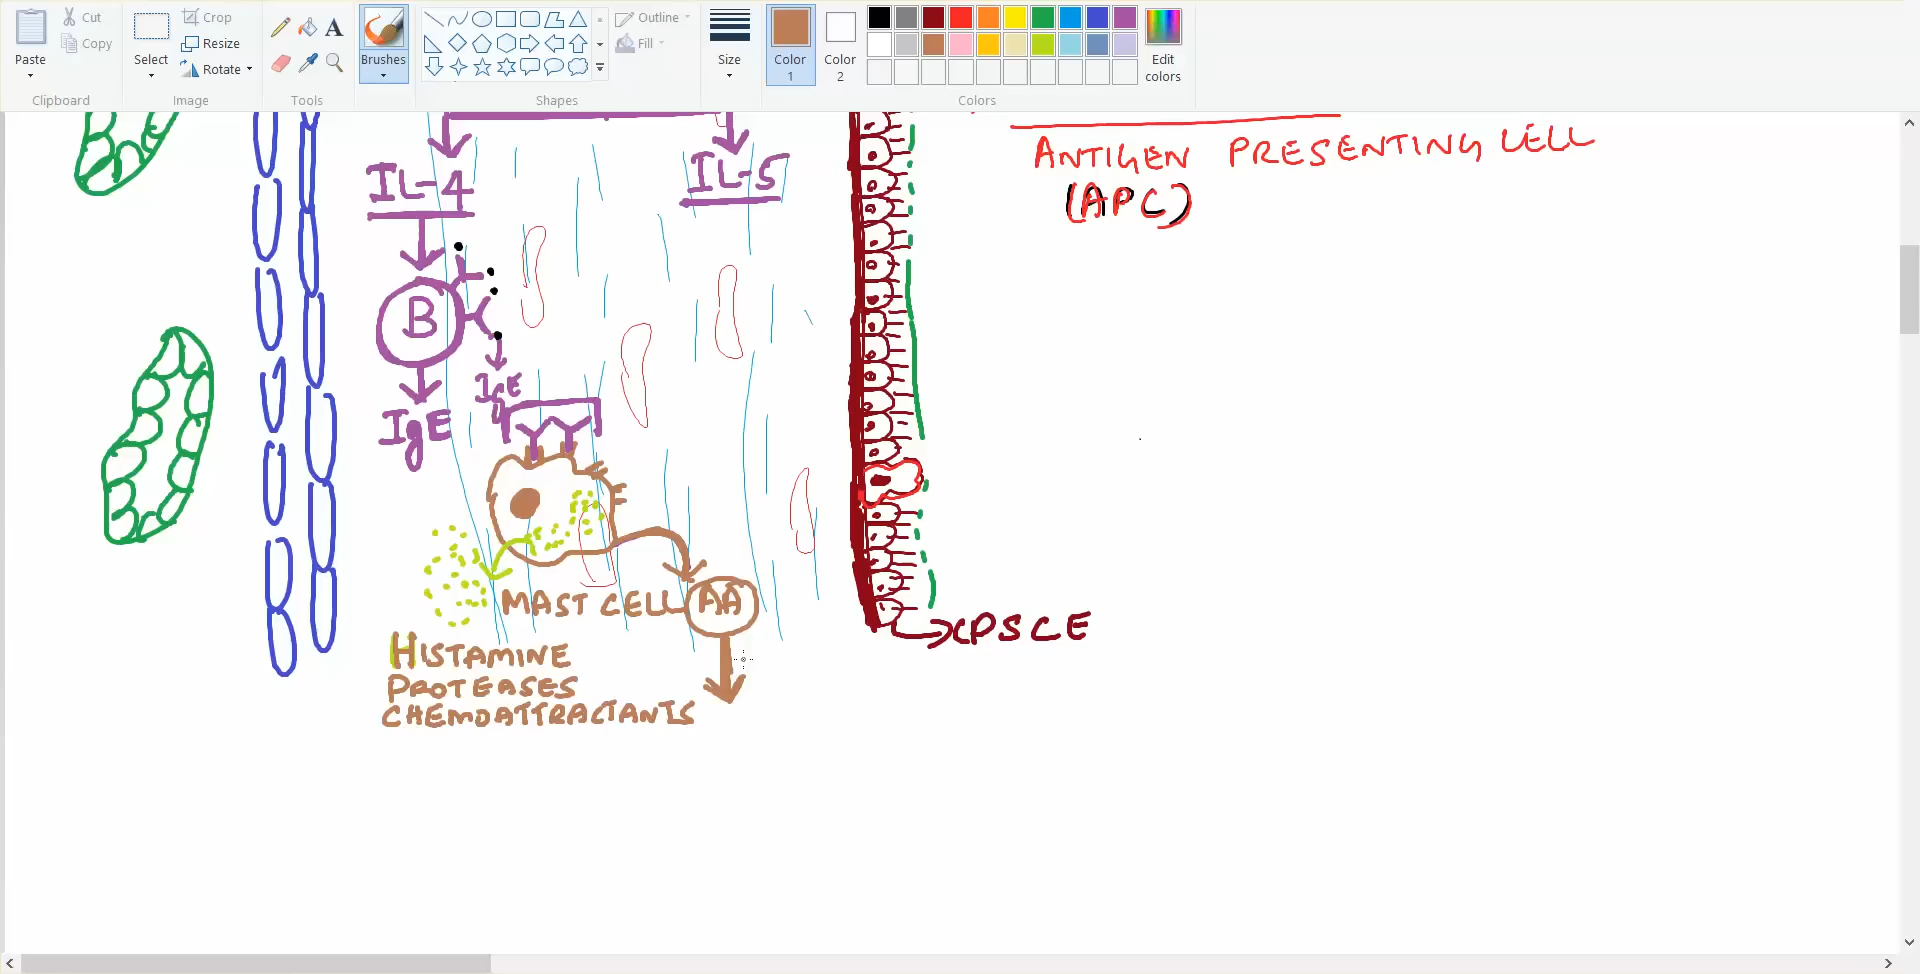 Paste
Cut
Copy
Clipboard
Select
Crop
Resize
Rotate
Image
A
Tools
Brushes
Outline
Fill
Shapes
Size
Color 1
Color 2
Edit colors
Colors
ANTIGEN PRESENTING CELL
(APC)
IL-4
IL-5
B
IgE
IgE
MAST CELL
AA
HISTAMINE
PROTEASES
CHEMOATTRACTANTS
PSCE